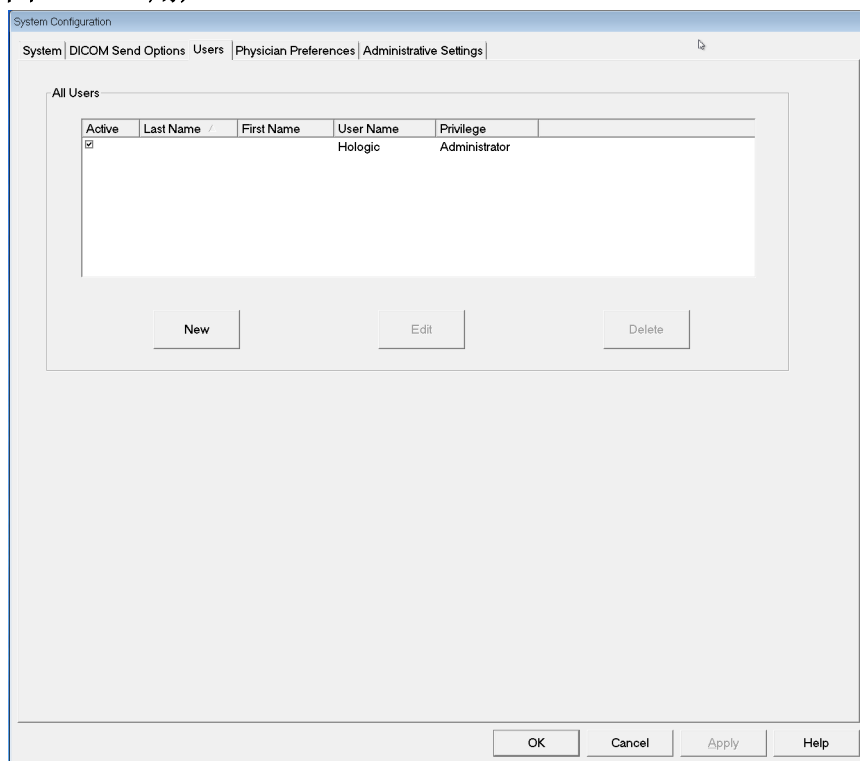 System Configuration
System DICOM Send Options Users Physician Preferences Administrative Settings
All Users
Active Last Name First Name User Name Privilege
Hologic Administrator
New Edit Delete
OK Cancel Apply Help